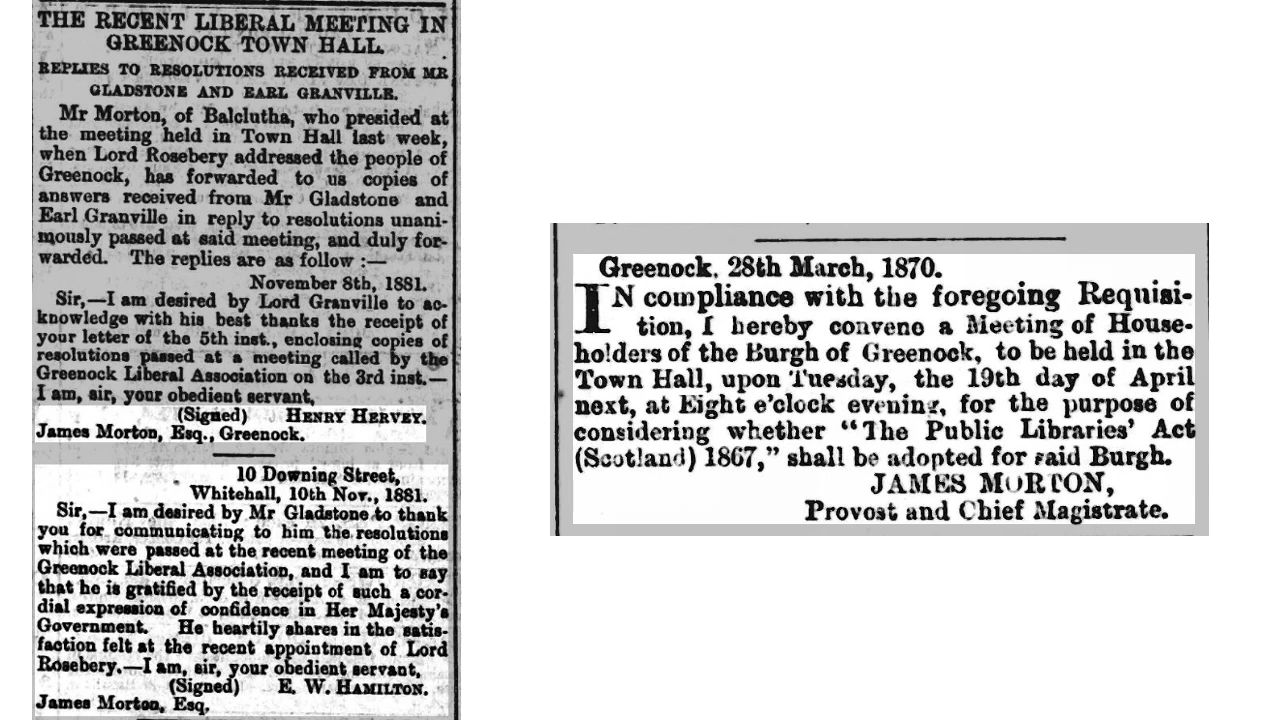 THE RECENT LIBERAL MEETING IN
GREENOCK TOWN HALL.
REPLIES TO RESOLUTIONS RECEIVED FROM MR
GLADSTONE AND EARL GRANVILLE.
Mr Morton, of Balclutha, who presided at
the meeting held in Town Hall last week,
when Lord Rosebery addressed the people of
Greenock, has forwarded to us copies of
answers received from Mr Gladstone and
Earl Granville in reply to resolutions unani-
mously passed at said meeting, and duly for-
warded. The replies are as follow :—
November 8th, 1881.
Sir,—I am desired by Lord Granville to ac-
knowledge with his best thanks the receipt of
your letter of the 5th inst., enclosing copies of
resolutions passed at a meeting called by the
Greenock Liberal Association on the 3rd inst.—
I am, sir, your obedient servant,
(Signed) HENRY HERVEY.
James Morton, Esq., Greenock.
10 Downing Street,
Whitehall, 10th Nov., 1881.
Sir,—I am desired by Mr Gladstone to thank
you for communicating to him the resolutions
which were passed at the recent meeting of the
Greenock Liberal Association, and I am to say
that he is gratified by the receipt of such a cor-
dial expression of confidence in Her Majesty's
Government. He heartily shares in the satis-
faction felt at the recent appointment of Lord
Rosebery.—I am, sir, your obedient servant,
(Signed) E. W. HAMILTON.
James Morton, Esq.
Greenock, 28th March, 1870.
IN compliance with the foregoing Requisi-
tion, I hereby convene a Meeting of House-
holders of the Burgh of Greenock, to be held in the
Town Hall, upon Tuesday, the 19th day of April
next, at Eight o'clock evening, for the purpose of
considering whether “The Public Libraries' Act
(Scotland) 1867,” shall be adopted for said Burgh.
JAMES MORTON,
Provost and Chief Magistrate.